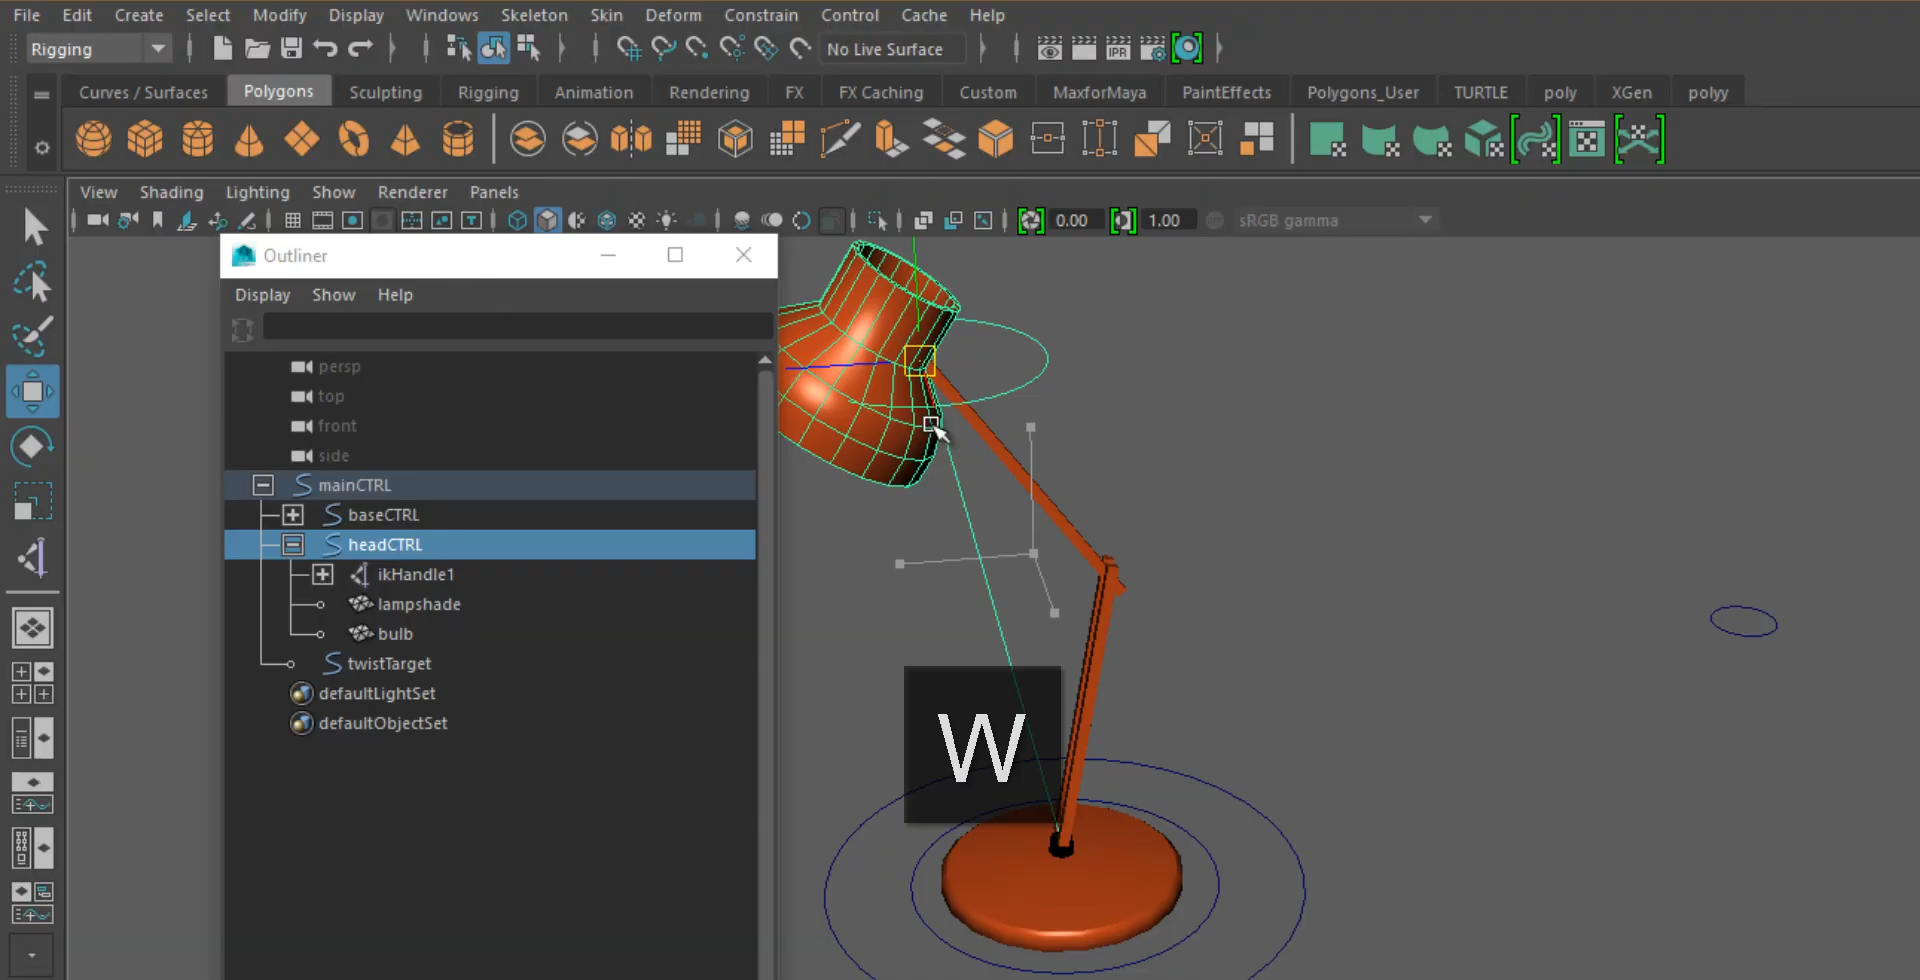 File Edit Create Select Modify Display Windows Skeleton Skin Deform Constrain Control Cache Help
Rigging No Live Surface IPR
Curves / Surfaces Polygons Sculpting Rigging Animation Rendering FX FX Caching Custom MaxforMaya PaintEffects Polygons_User TURTLE poly XGen polyy
View Shading Lighting Show Renderer Panels
0.00 1.00 sRGB gamma
Outliner
Display Show Help
persp
top
front
side
mainCTRL
baseCTRL
headCTRL
ikHandle1
lampshade
bulb
twistTarget
defaultLightSet
defaultObjectSet
W